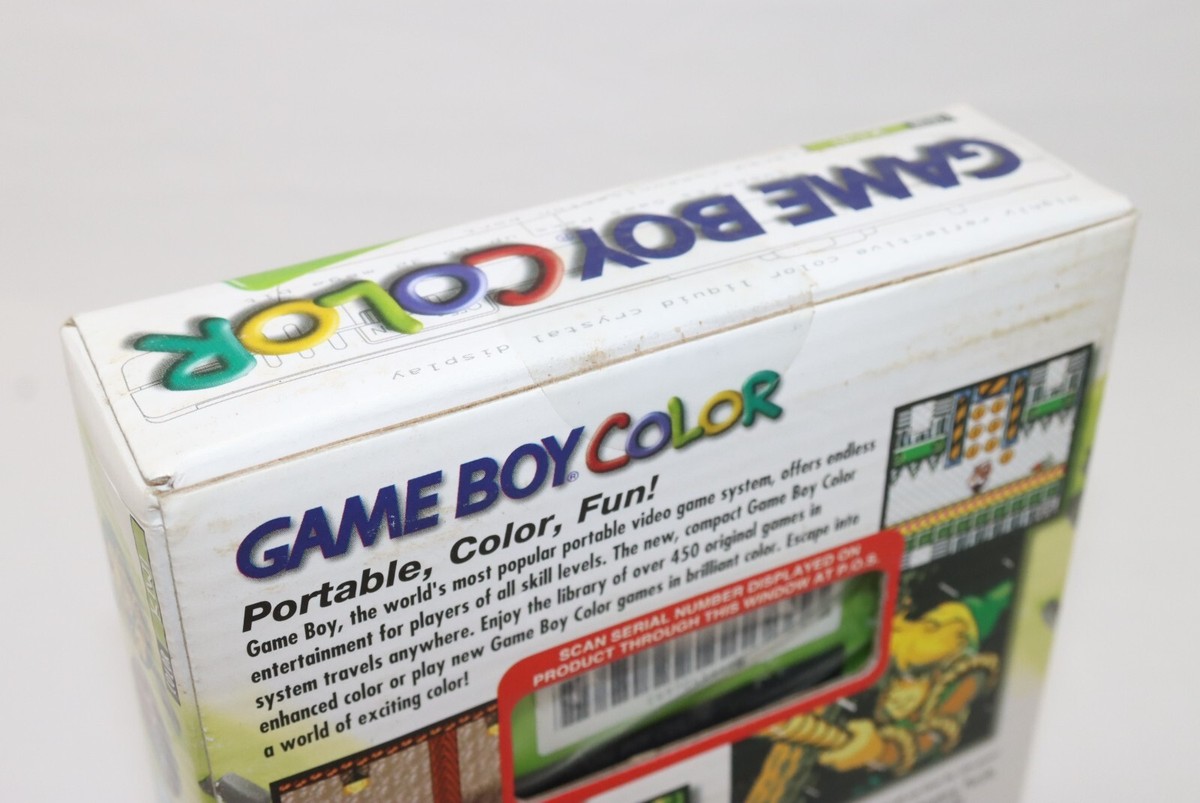 GAME BOY COLOR
Highly reflective color liquid crystal display
GAME BOY® COLOR
Portable, Color, Fun!
Game Boy, the world's most popular portable video game system, offers endless
entertainment for players of all skill levels. The new, compact Game Boy Color
system travels anywhere. Enjoy the library of over 450 original games in
enhanced color or play new Game Boy Color games in brilliant color. Escape into
a world of exciting color!
SCAN SERIAL NUMBER DISPLAYED ON
PRODUCT THROUGH THIS WINDOW AT P.O.S.